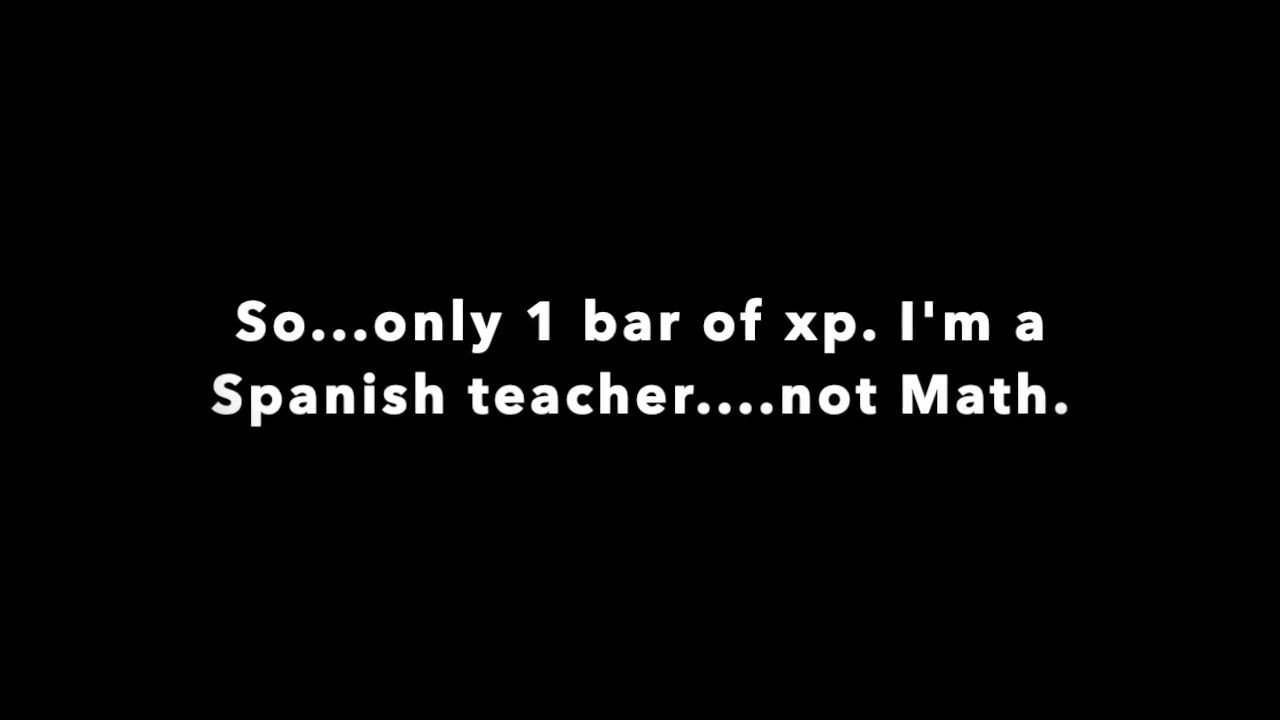 So...only 1 bar of xp. I'm a
Spanish teacher....not Math.